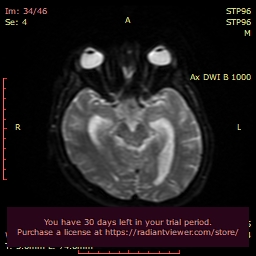 Im: 34/46
Se: 4
A
STP96
STP96
M
Ax DWI B 1000
R
L
You have 30 days left in your trial period.
Purchase a license at https://radiantviewer.com/store/